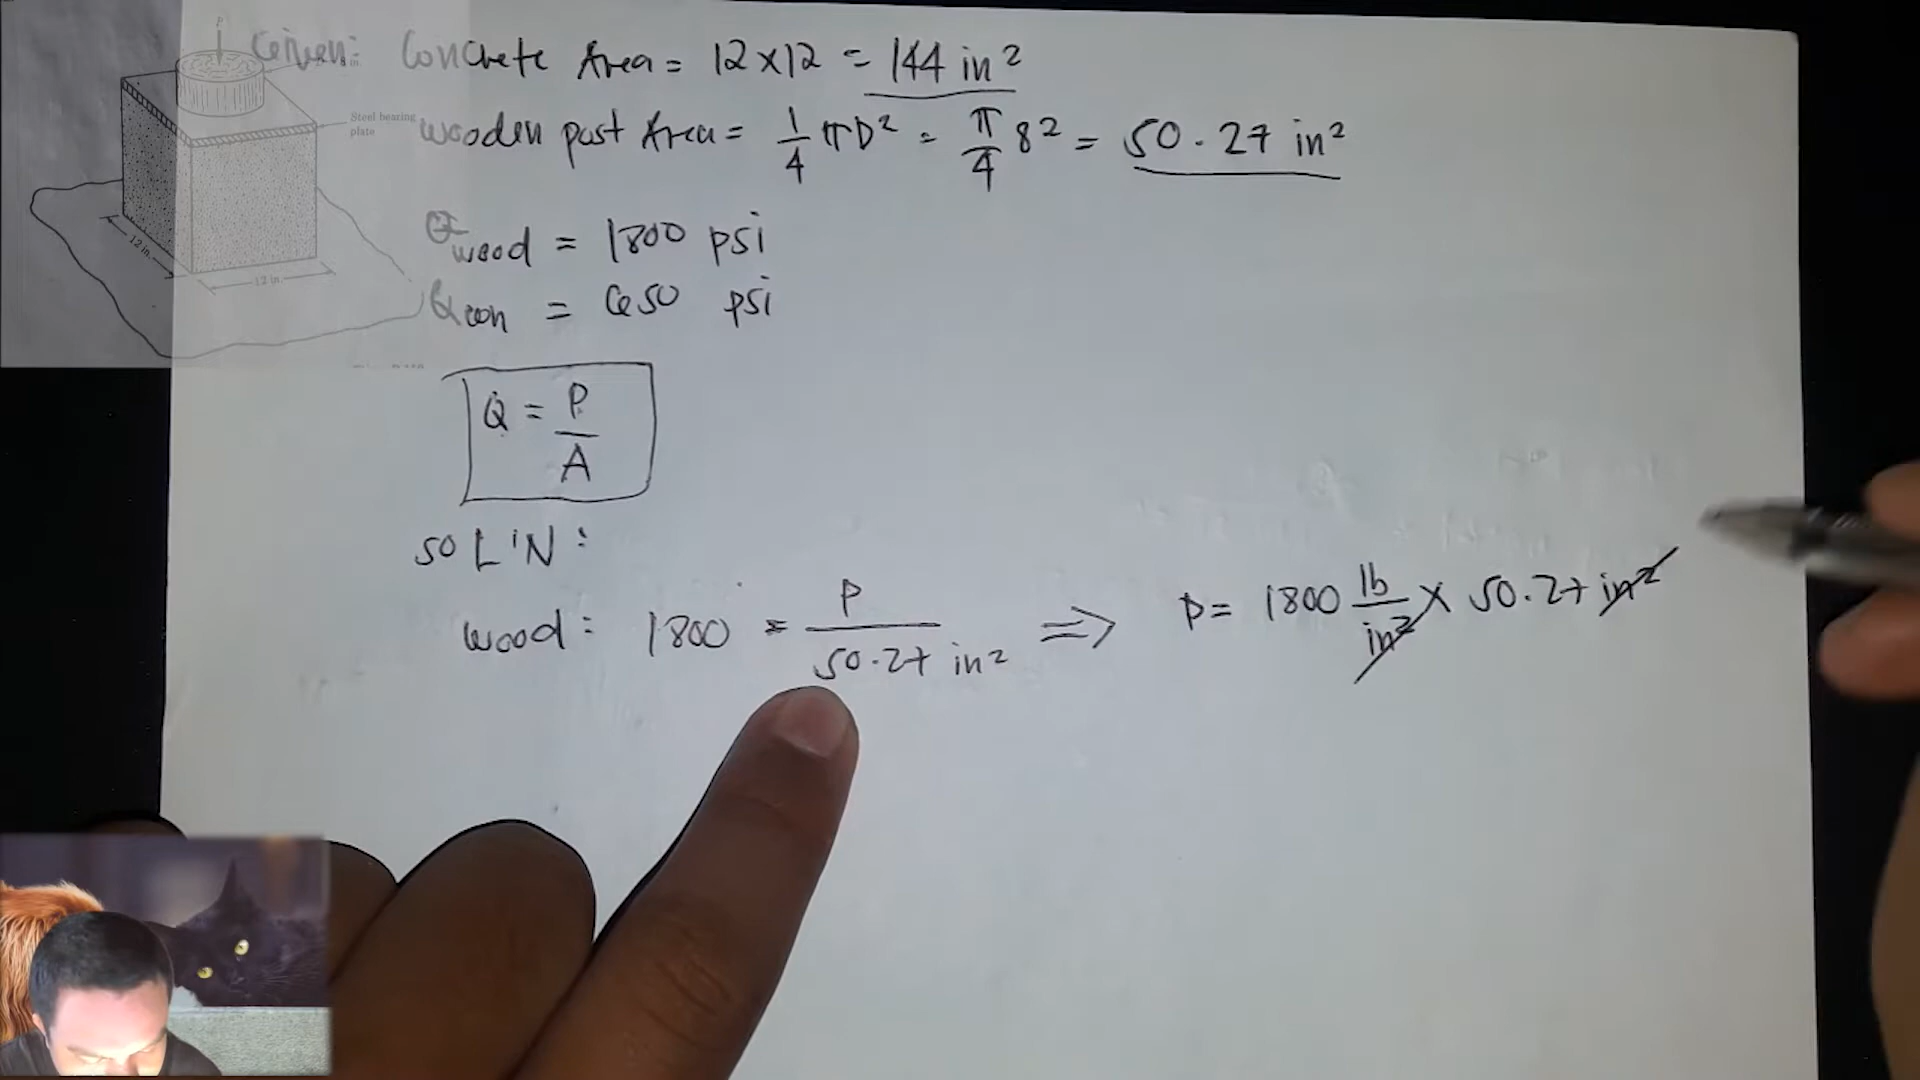 P
Given: Concrete Area = 12 x 12 = 144 in²
in.
Steel bearing
plate
wooden post Area = 1/4 πD² = π/4 8² = 50.27 in²
σwood = 1800 psi
σcon = 650 psi
12 in.
12 in.
σ = P/A
SOL'N:
wood: 1800 = P/50.27 in² => P = 1800 lb/in² x 50.27 in²